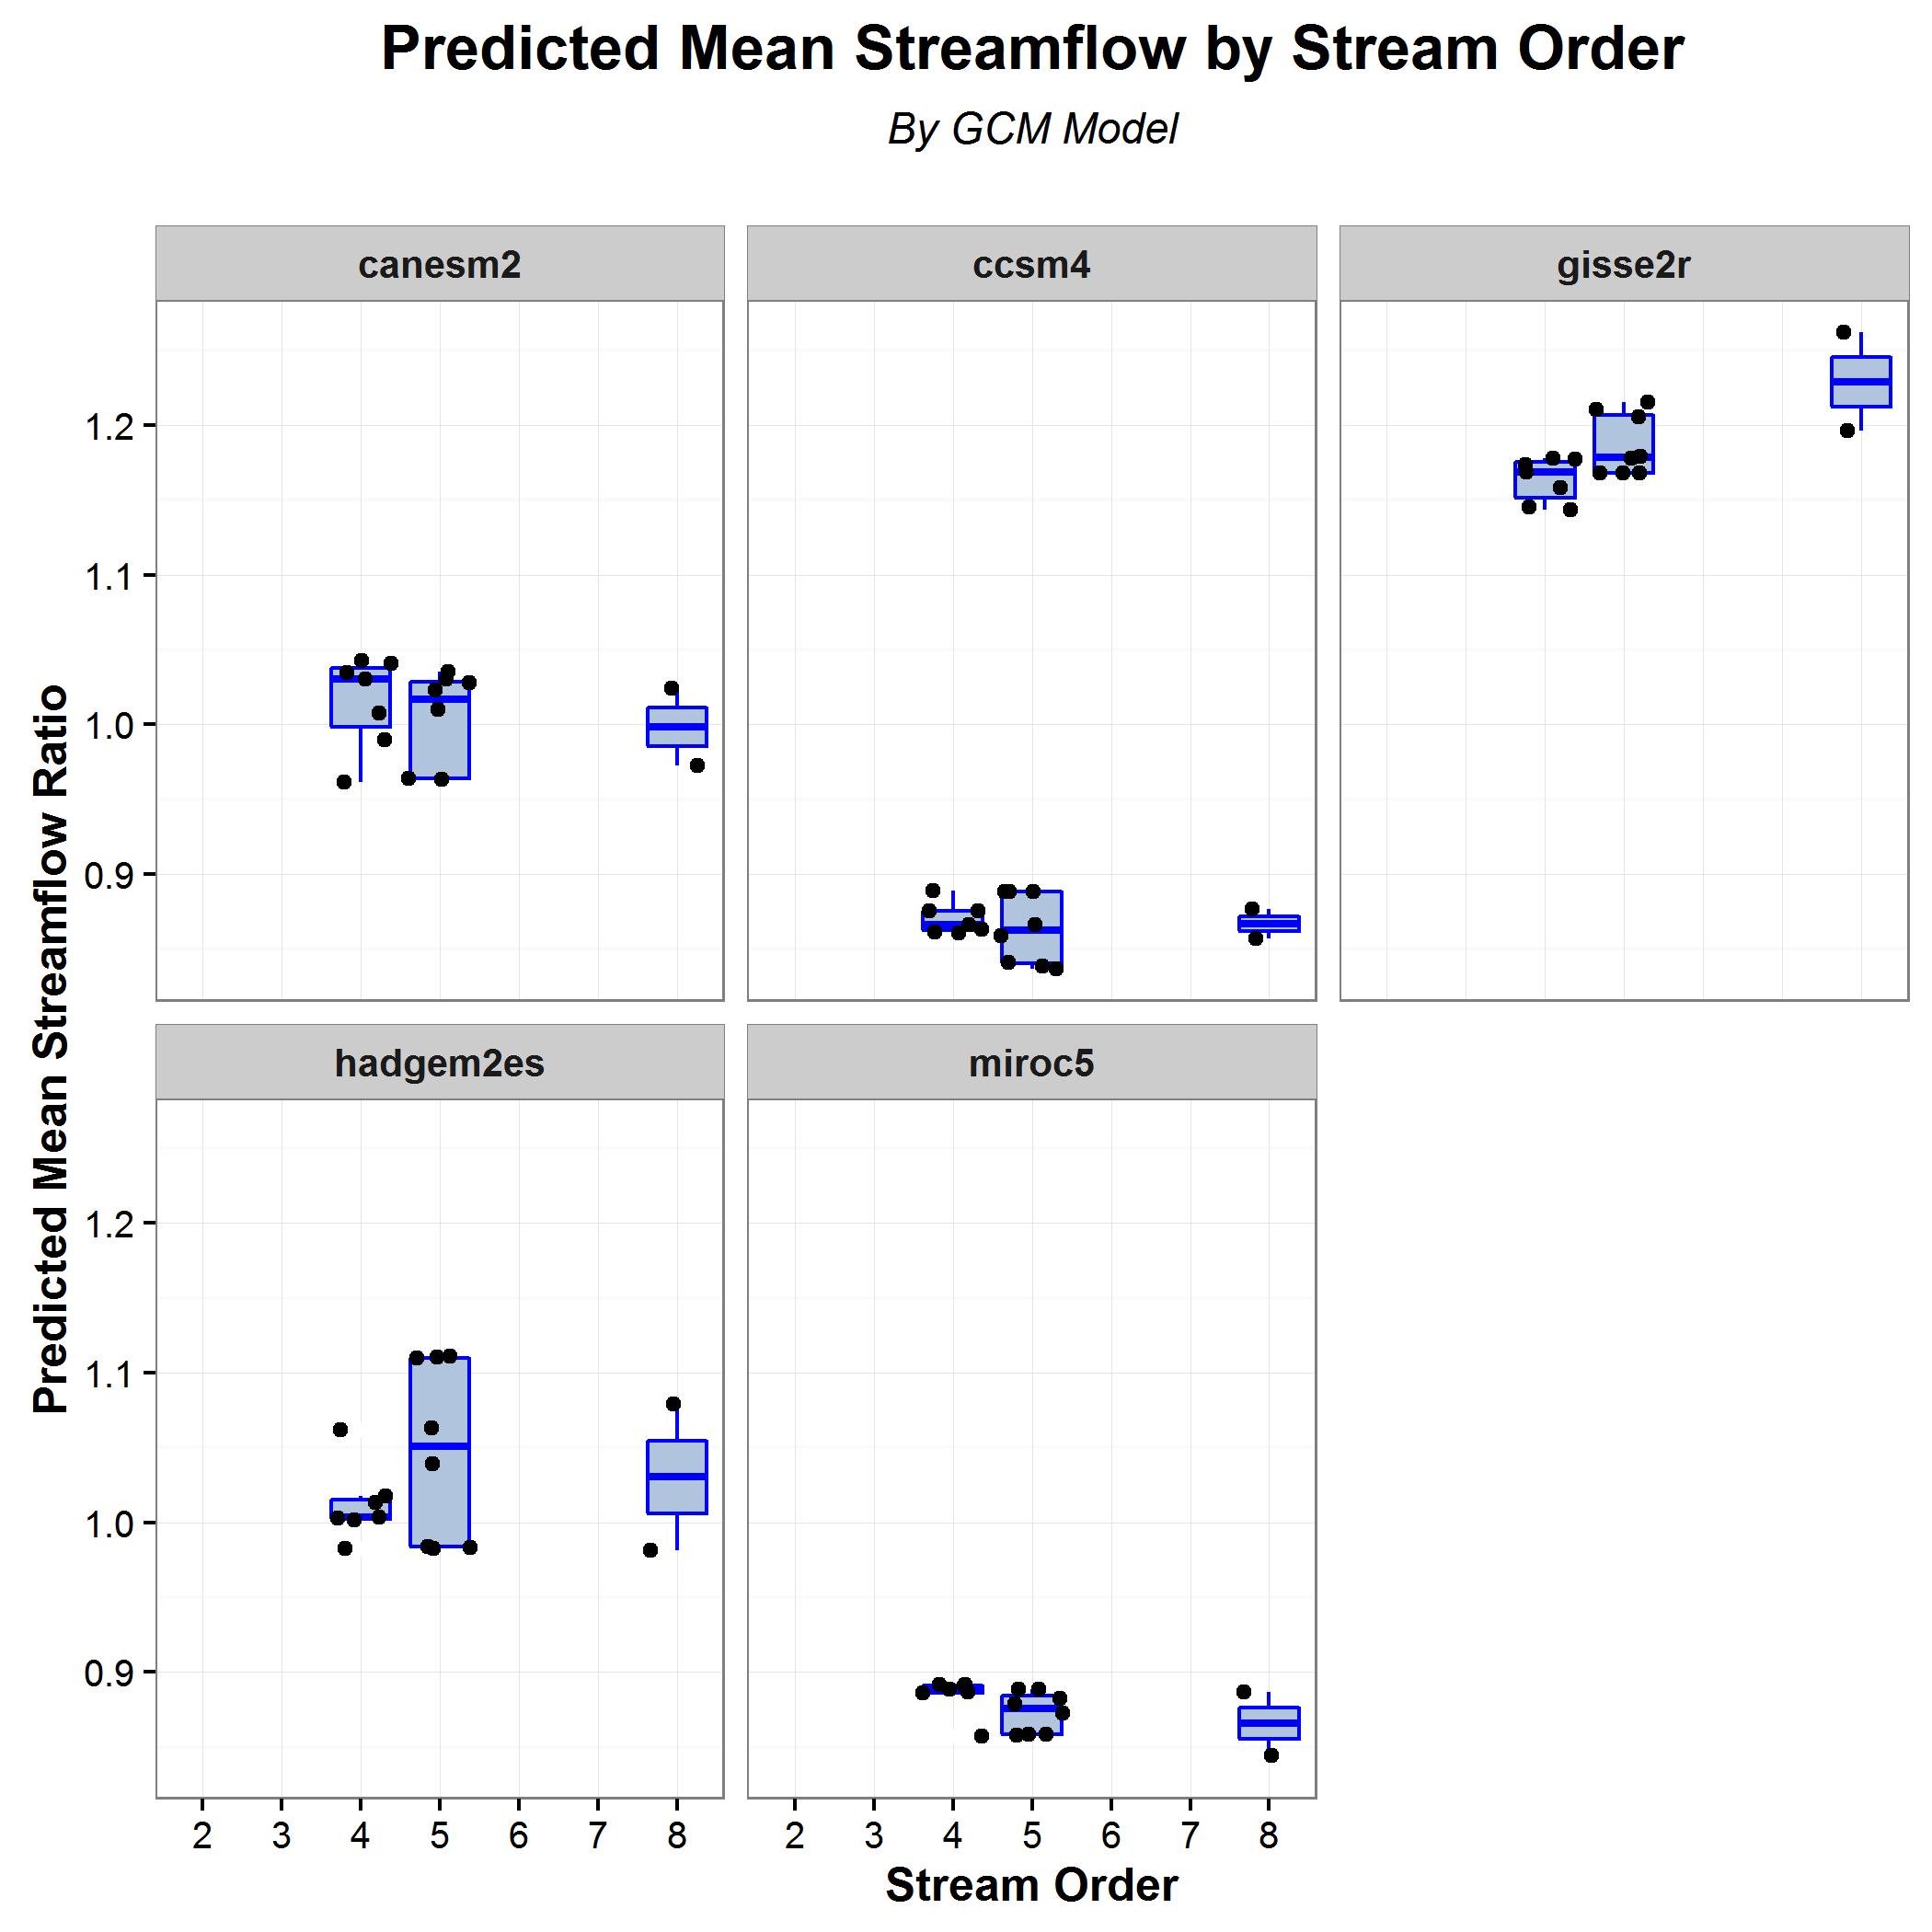 Predicted Mean Streamflow by Stream Order
By GCM Model
canesm2
ccsm4
gisse2r
1.2
1.1
1.0
0.9
Predicted Mean Streamflow Ratio
hadgem2es
miroc5
1.2
1.1
1.0
0.9
2 3 4 5 6 7 8
2 3 4 5 6 7 8
Stream Order